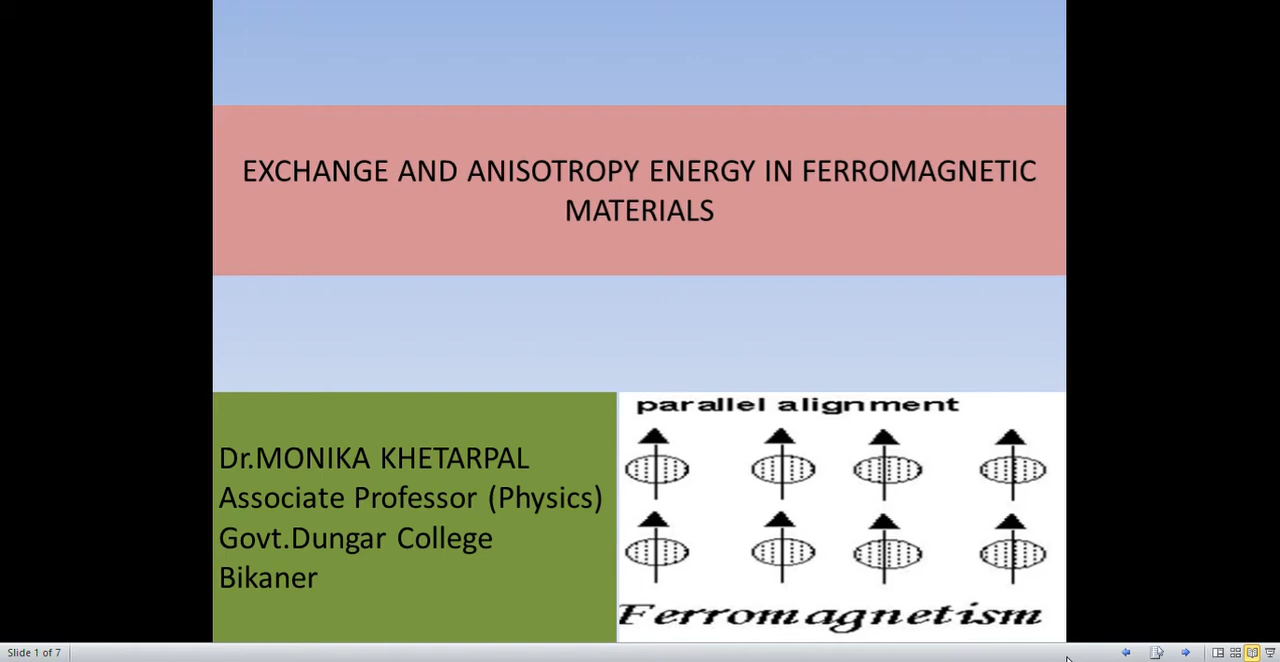 EXCHANGE AND ANISOTROPY ENERGY IN FERROMAGNETIC
MATERIALS
Dr.MONIKA KHETARPAL
Associate Professor (Physics)
Govt.Dungar College
Bikaner
parallel alignment
Ferromagnetism
Slide 1 of 7